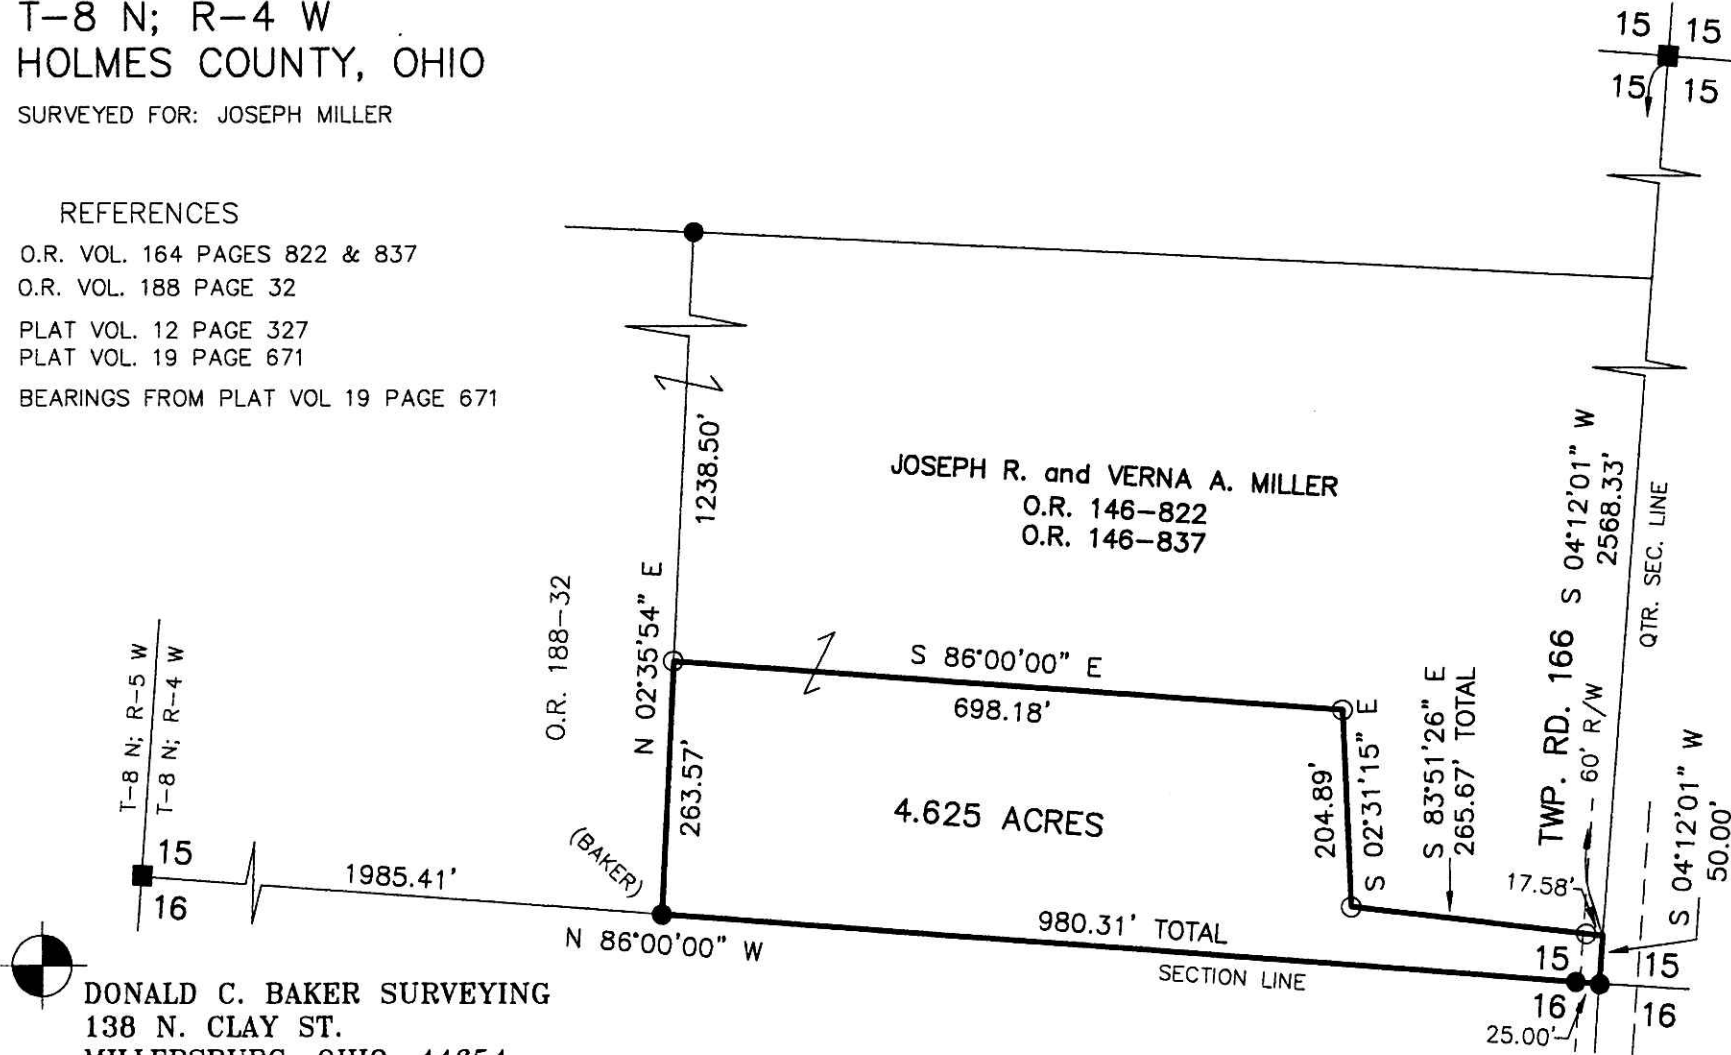 T-8 N; R-4 W
HOLMES COUNTY, OHIO
SURVEYED FOR: JOSEPH MILLER
REFERENCES
O.R. VOL. 164 PAGES 822 & 837
O.R. VOL. 188 PAGE 32
PLAT VOL. 12 PAGE 327
PLAT VOL. 19 PAGE 671
BEARINGS FROM PLAT VOL 19 PAGE 671
15 15
15 15
1238.50'
JOSEPH R. and VERNA A. MILLER
O.R. 146-822
O.R. 146-837
S 04°12'01" W
2568.33'
QTR. SEC. LINE
O.R. 188-32
N 02°35'54" E
263.57'
S 86°00'00" E
698.18'
4.625 ACRES
204.89'
S 02°31'15" E
S 83°51'26" E
265.67' TOTAL
TWP. RD. 166
60' R/W
17.58'
S 04°12'01" W
50.00'
T-8 N; R-5 W
T-8 N; R-4 W
15
16
1985.41'
(BAKER)
N 86°00'00" W
980.31' TOTAL
SECTION LINE
15 15
16 16
25.00'
DONALD C. BAKER SURVEYING
138 N. CLAY ST.
MILLERSBURG, OHIO 44654